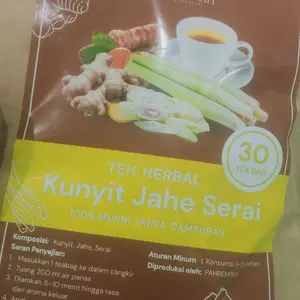 30
TEA BAG
TEH HERBAL
Kunyit Jahe Serai
100% MURNI TANPA CAMPURAN
Komposisi: Kunyit, Jahe, Serai
Saran Penyajian:
1. Masukkan 1 teabag ke dalam cangkir
2. Tuang 200 ml air panas
3. Diamkan 5-10 menit hingga rasa
dan aroma keluar
Aturan Minum : Konsumsi
Diproduksi oleh: PAHREMBY